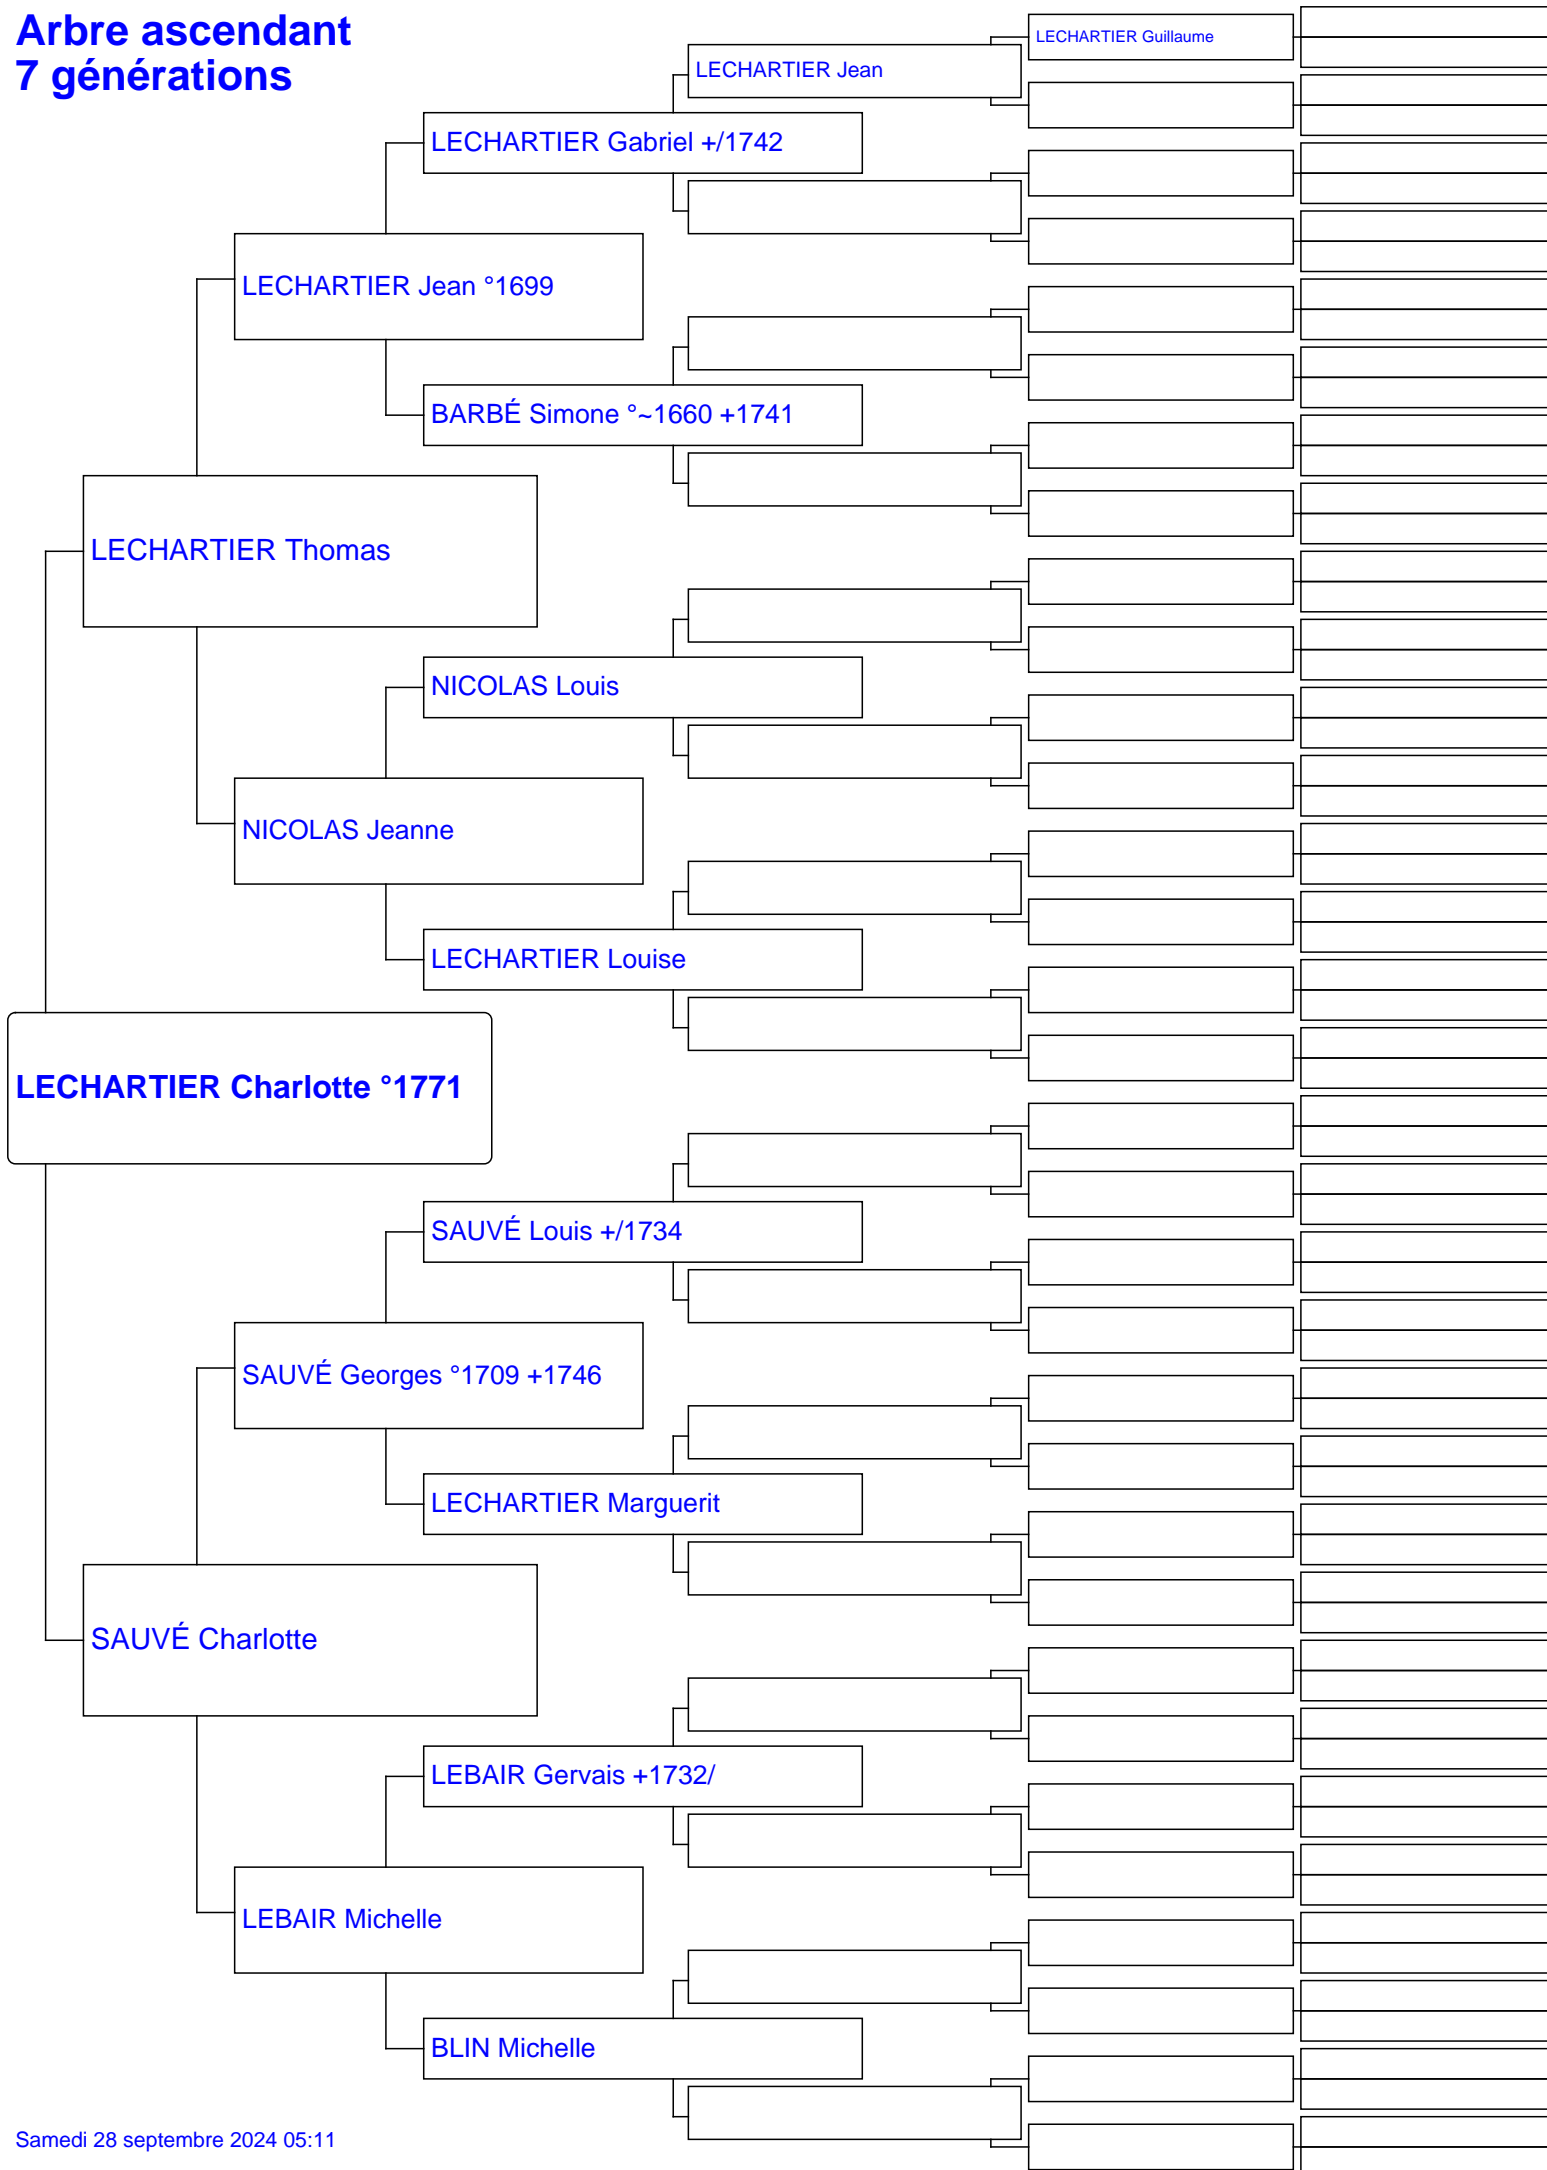 Arbre ascendant
7 générations
LECHARTIER Guillaume
LECHARTIER Jean
LECHARTIER Gabriel +/1742
LECHARTIER Jean °1699
BARBÉ Simone °~1660 +1741
LECHARTIER Thomas
NICOLAS Louis
NICOLAS Jeanne
LECHARTIER Louise
LECHARTIER Charlotte °1771
SAUVÉ Louis +/1734
SAUVÉ Georges °1709 +1746
LECHARTIER Marguerit
SAUVÉ Charlotte
LEBAIR Gervais +1732/
LEBAIR Michelle
BLIN Michelle
Samedi 28 septembre 2024 05:11